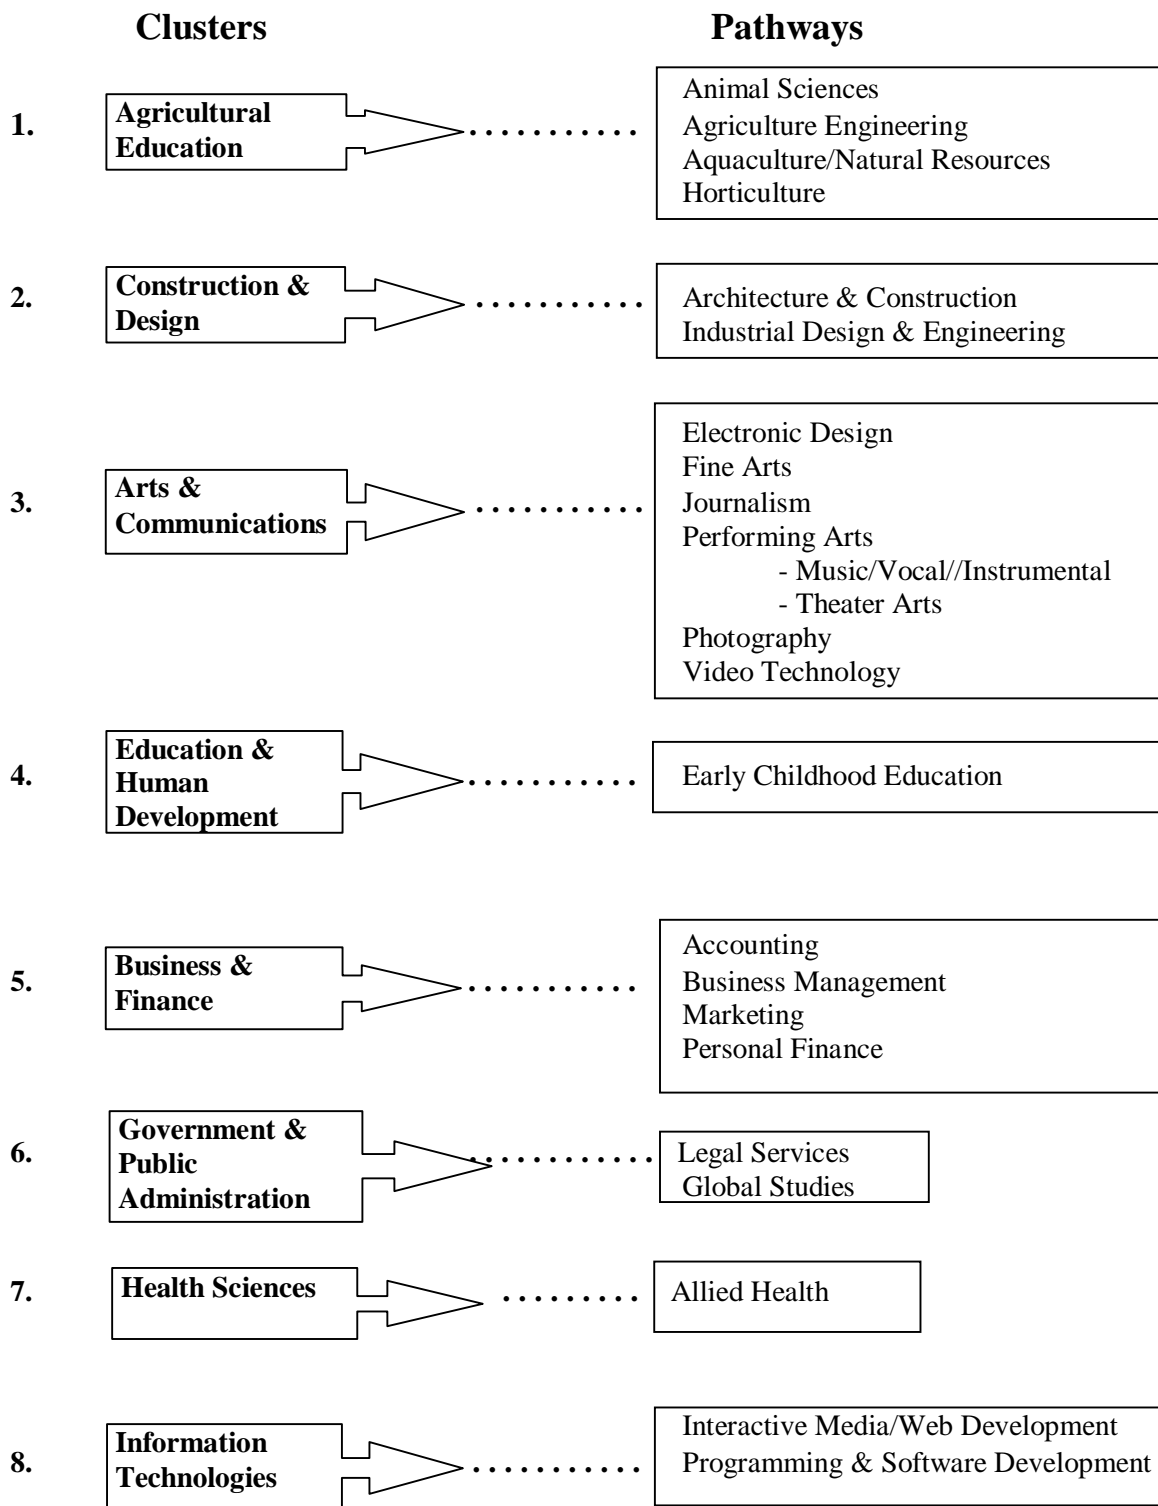 Clusters Pathways
1.
Agricultural
Education
...........
Animal Sciences
Agriculture Engineering
Aquaculture/Natural Resources
Horticulture
2.
Construction &
Design
...........
Architecture & Construction
Industrial Design & Engineering
3.
Arts &
Communications
...........
Electronic Design
Fine Arts
Journalism
Performing Arts
- Music/Vocal//Instrumental
- Theater Arts
Photography
Video Technology
4.
Education &
Human
Development
...........
Early Childhood Education
5.
Business &
Finance
...........
Accounting
Business Management
Marketing
Personal Finance
6.
Government &
Public
Administration
............
Legal Services
Global Studies
7.
Health Sciences
.........
Allied Health
8.
Information
Technologies
...........
Interactive Media/Web Development
Programming & Software Development